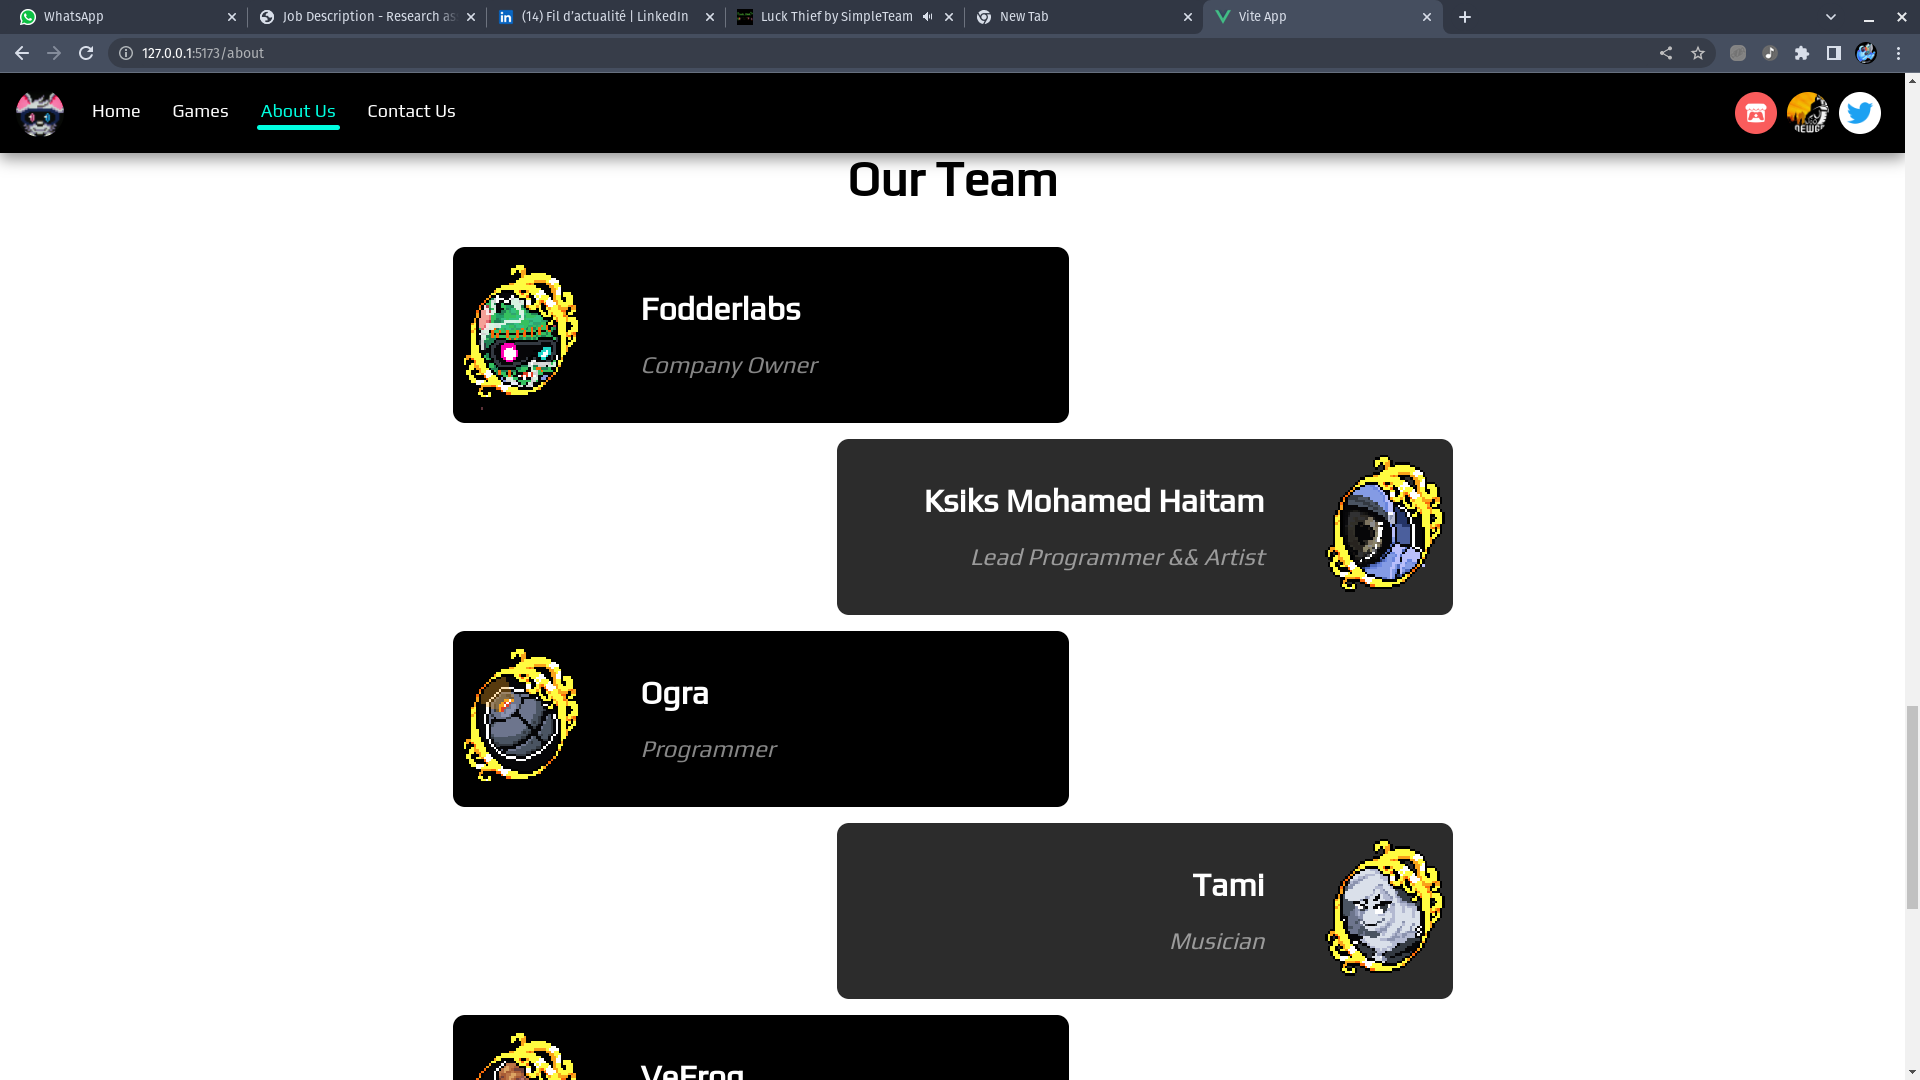 WhatsApp
Job Description - Research as
(14) Fil d'actualité | LinkedIn
Luck Thief by SimpleTeam
New Tab
Vite App
127.0.0.1:5173/about
Home
Games
About Us
Contact Us
Our Team
Fodderlabs
Company Owner
Ksiks Mohamed Haitam
Lead Programmer && Artist
Ogra
Programmer
Tami
Musician
VeFrog